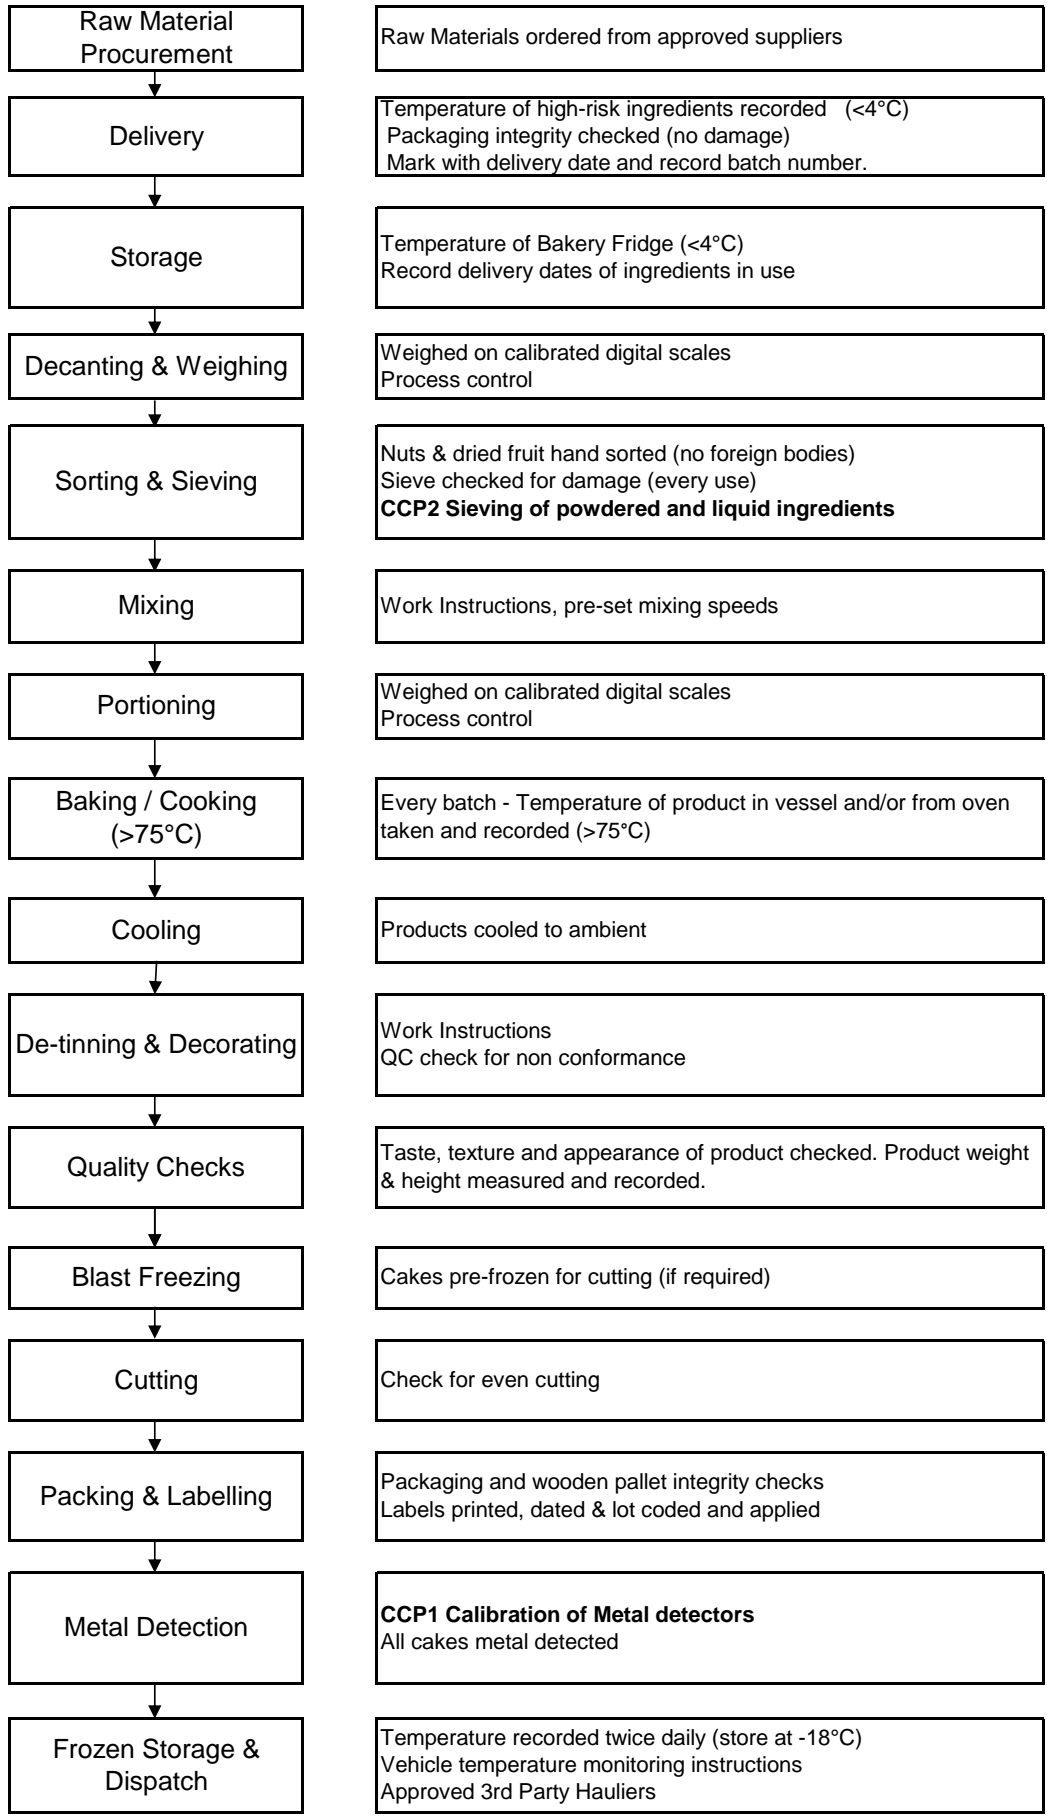 Raw Material
Procurement
Raw Materials ordered from approved suppliers
Delivery
Temperature of high-risk ingredients recorded (<4°C)
Packaging integrity checked (no damage)
Mark with delivery date and record batch number.
Storage
Temperature of Bakery Fridge (<4°C)
Record delivery dates of ingredients in use
Decanting & Weighing
Weighed on calibrated digital scales
Process control
Sorting & Sieving
Nuts & dried fruit hand sorted (no foreign bodies)
Sieve checked for damage (every use)
CCP2 Sieving of powdered and liquid ingredients
Mixing
Work Instructions, pre-set mixing speeds
Portioning
Weighed on calibrated digital scales
Process control
Baking / Cooking
(>75°C)
Every batch - Temperature of product in vessel and/or from oven
taken and recorded (>75°C)
Cooling
Products cooled to ambient
De-tinning & Decorating
Work Instructions
QC check for non conformance
Quality Checks
Taste, texture and appearance of product checked. Product weight
& height measured and recorded.
Blast Freezing
Cakes pre-frozen for cutting (if required)
Cutting
Check for even cutting
Packing & Labelling
Packaging and wooden pallet integrity checks
Labels printed, dated & lot coded and applied
Metal Detection
CCP1 Calibration of Metal detectors
All cakes metal detected
Frozen Storage &
Dispatch
Temperature recorded twice daily (store at -18°C)
Vehicle temperature monitoring instructions
Approved 3rd Party Hauliers